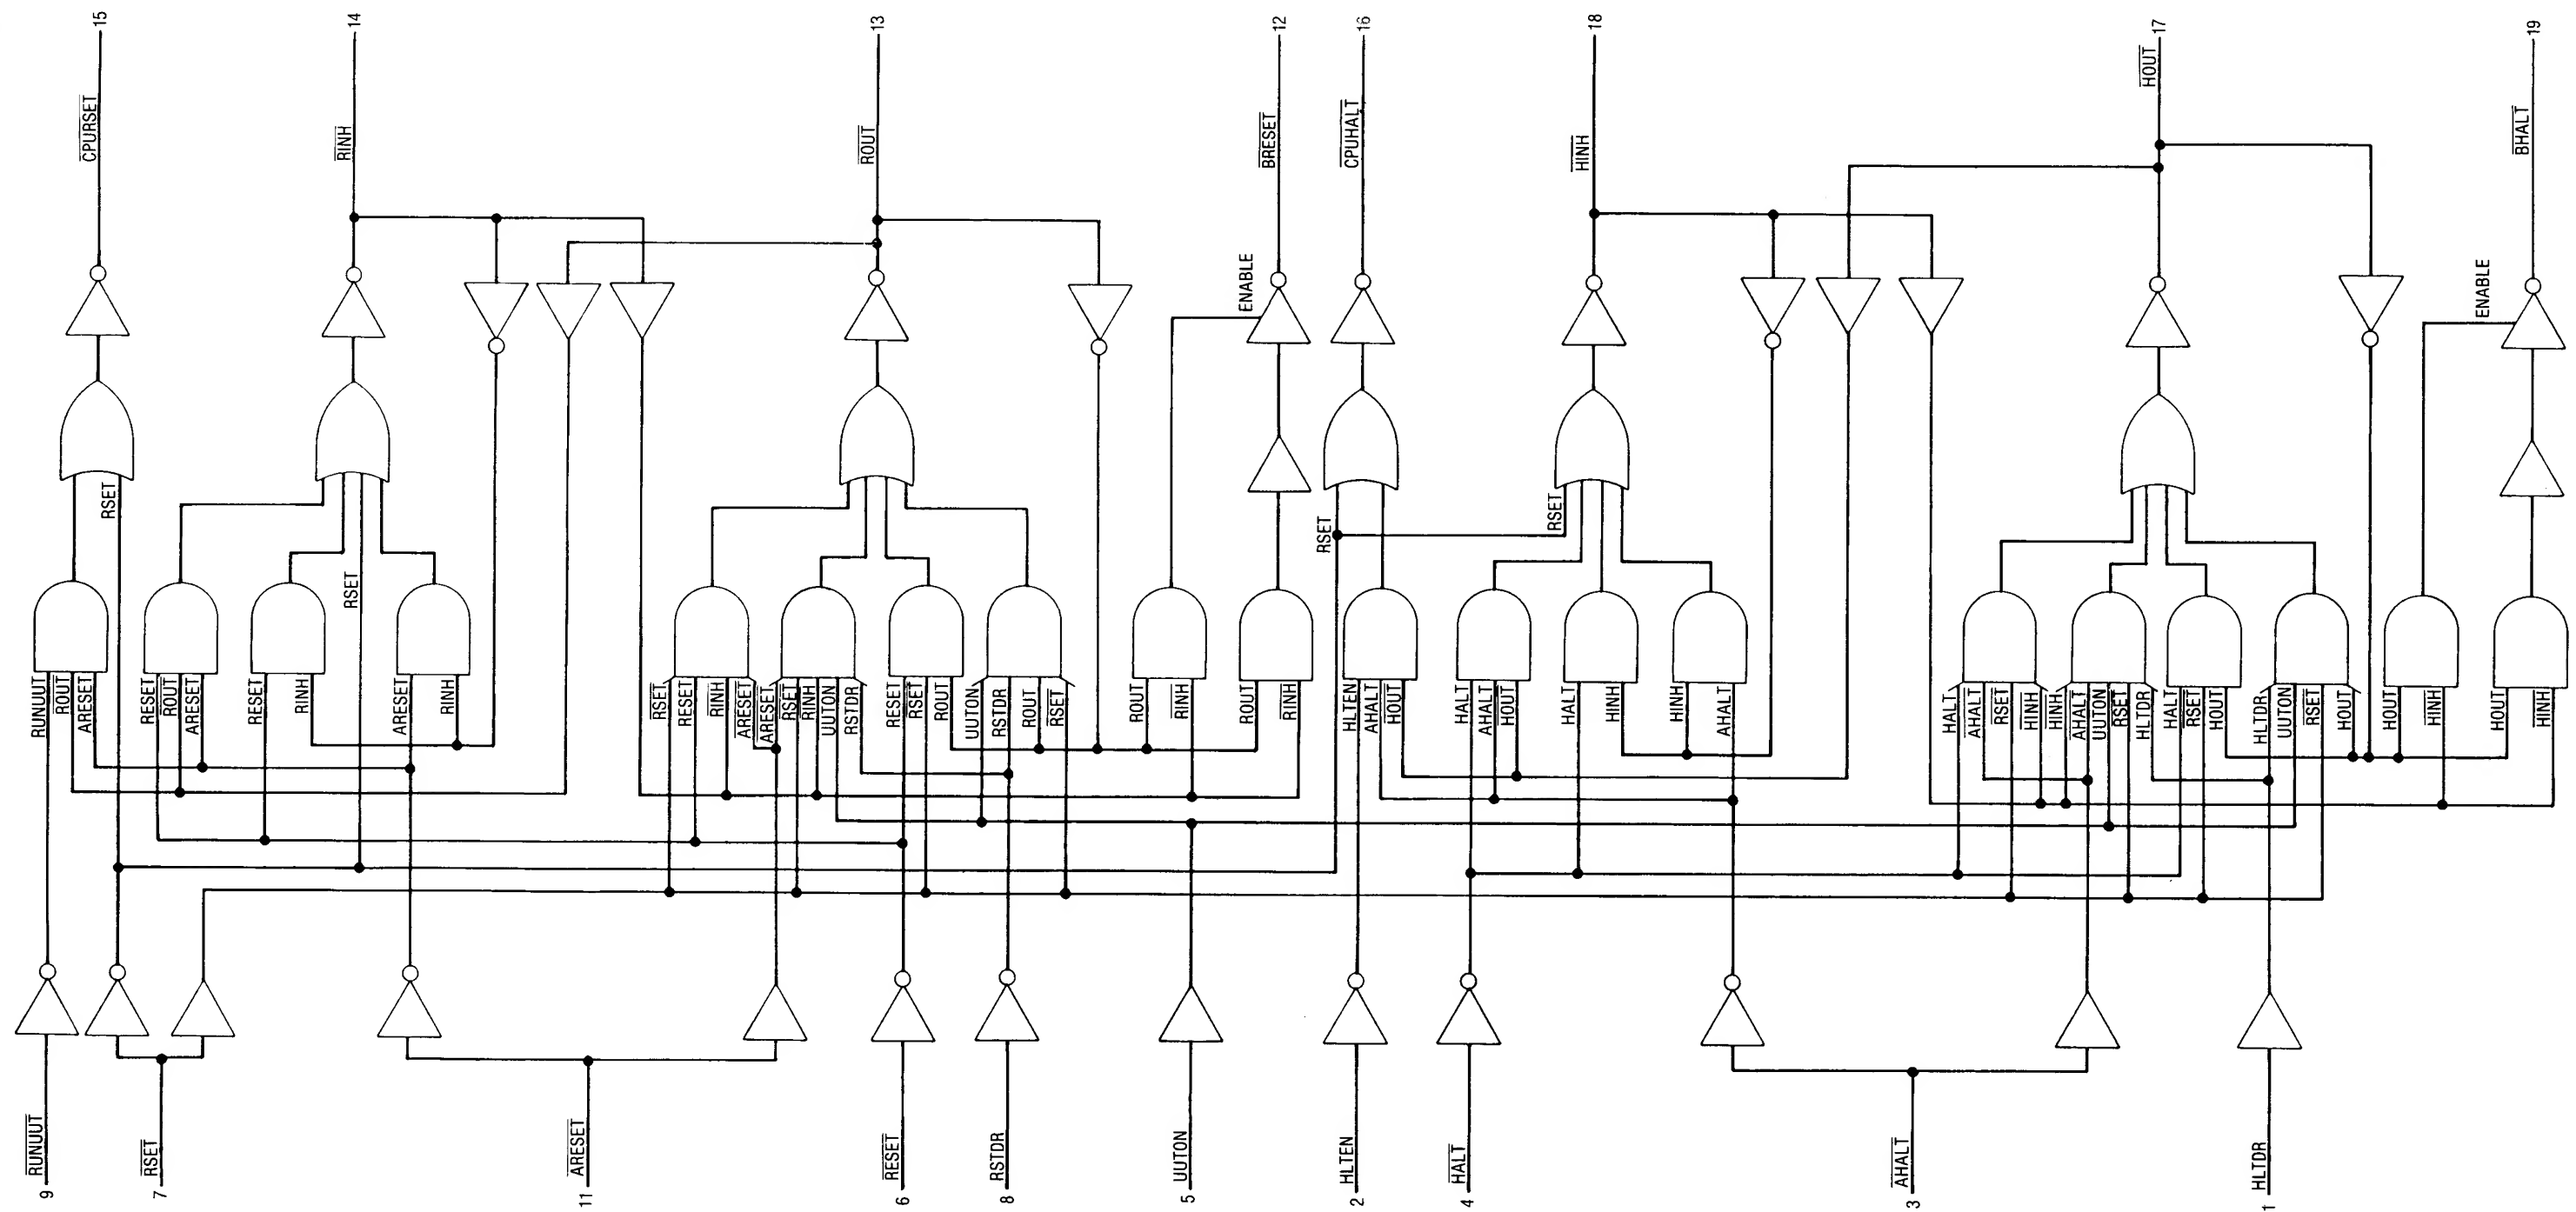 15
14
13
12
16
18
17
19
CPURSET
RINH
ROUT
BRESET
CPUHALT
HINH
HOUT
BHALT
ENABLE
ENABLE
RSET
RSET
RSET
RSET
RUNUUT
ROUT
ARESET
RESET
ROUT
ARESET
RESET
RINH
ARESET
RINH
RSET
RESET
RINH
ARESET
ARESET
RSET
RINH
UUTON
RSTDR
RESET
RSET
ROUT
UUTON
RSTDR
ROUT
RSET
ROUT
RINH
ROUT
RINH
HLTEN
AHALT
HOUT
HALT
AHALT
HOUT
HALT
HINH
HINH
AHALT
HALT
AHALT
RSET
HINH
HINH
AHALT
UUTON
RSET
HLTDR
HALT
RSET
HOUT
HLTDR
UUTON
RSET
HOUT
HOUT
HINH
HOUT
HINH
RUNUUT
RSET
ARESET
RESET
RSTDR
UUTON
HLTEN
HALT
AHALT
HLTDR
9
7
11
6
8
5
2
4
3
1